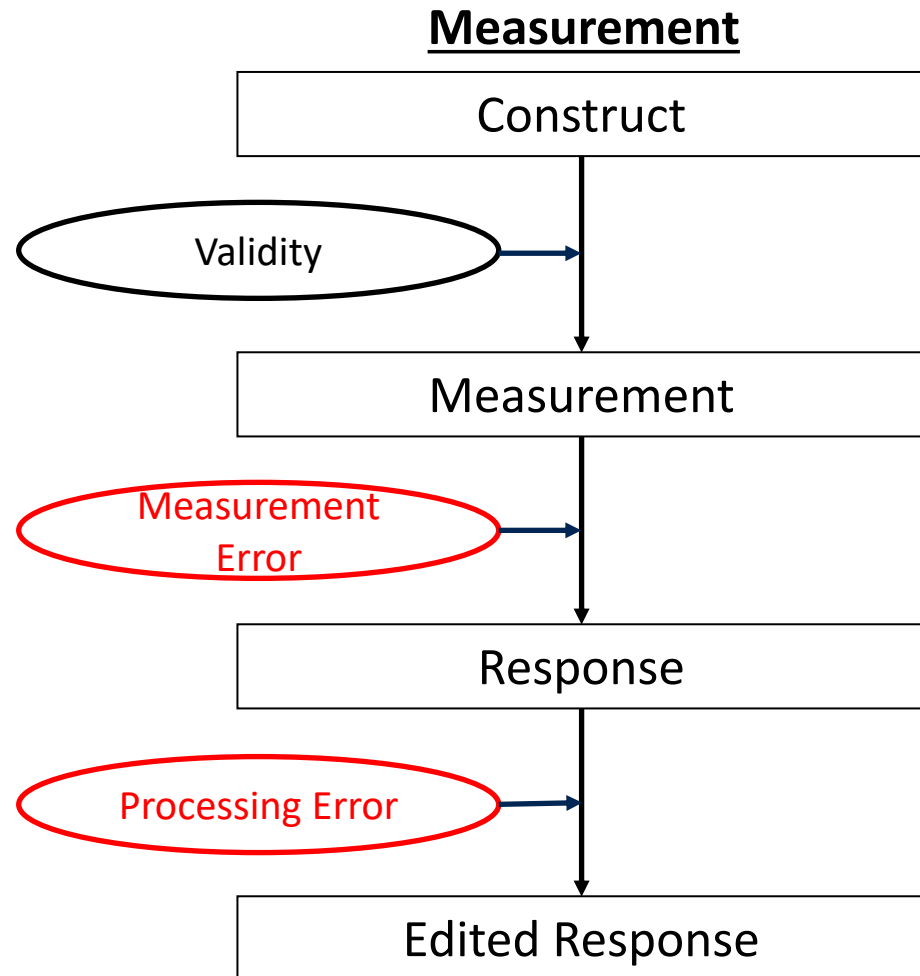 Measurement
Construct
Validity
Measurement
Measurement
Error
Response
Processing Error
Edited Response